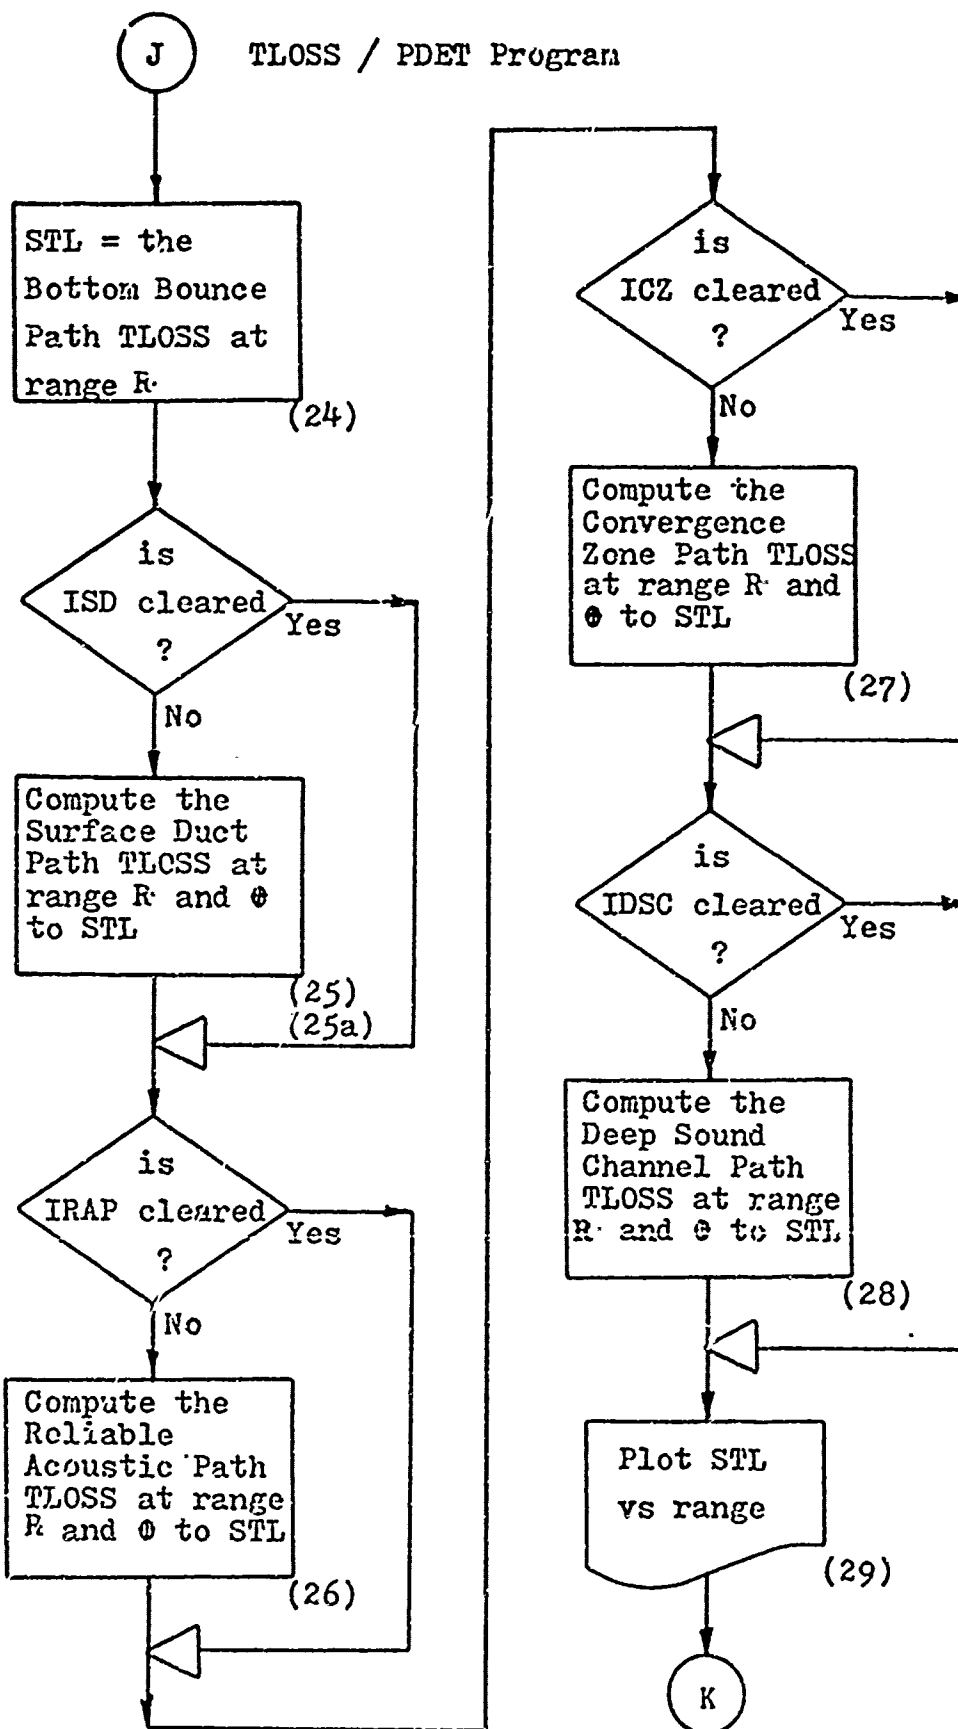 J
TLOSS / PDET Program
STL = the
Bottom Bounce
Path TLOSS at
range R
(24)
is
ISD cleared
?
Yes
No
Compute the
Surface Duct
Path TLOSS at
range R and ⊕
to STL
(25)
(25a)
is
IRAP cleared
?
Yes
No
Compute the
Reliable
Acoustic Path
TLOSS at range
R and ⊕ to STL
(26)
is
ICZ cleared
?
Yes
No
Compute the
Convergence
Zone Path TLOSS
at range R and
⊕ to STL
(27)
is
IDSC cleared
?
Yes
No
Compute the
Deep Sound
Channel Path
TLOSS at range
R and ⊕ to STL
(28)
Plot STL
vs range
(29)
K